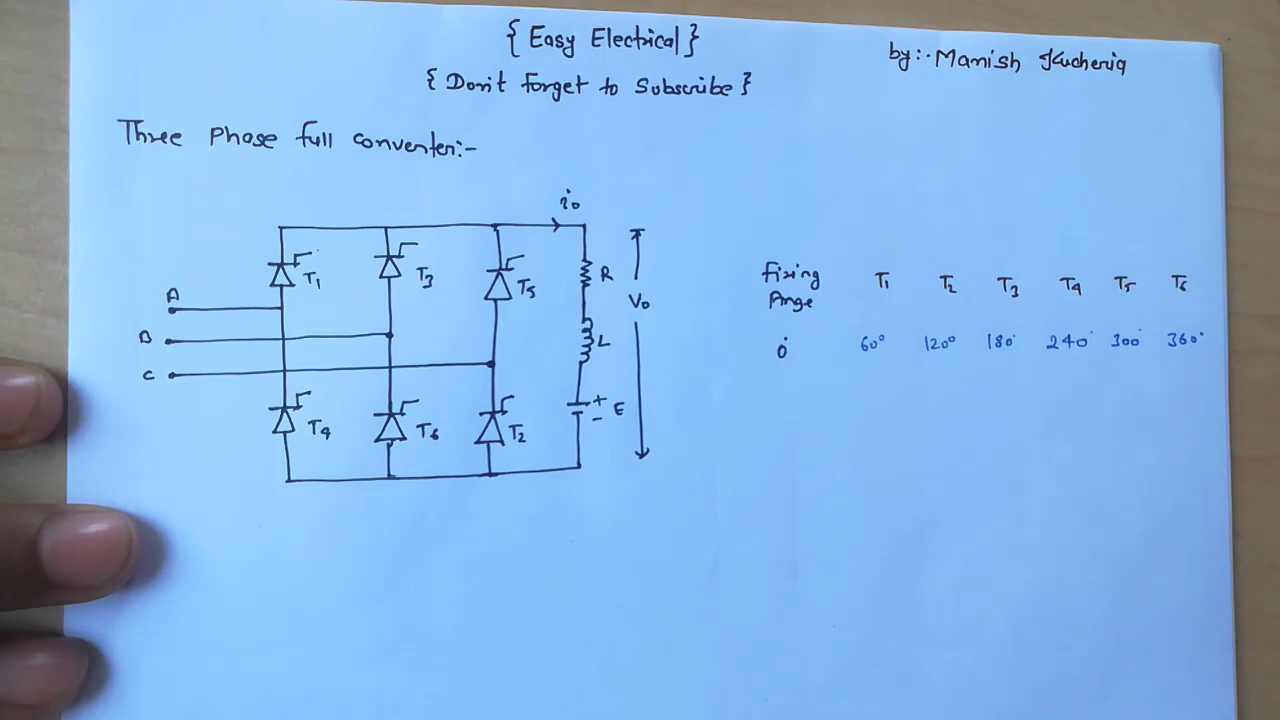 { Easy Electrical }
by:- Manish Kucheria
{ Don't forget to Subscribe }
Three Phase full converter:-
io
T1 T3 T5
R
L
+
- E
Vo
A
B
C
T4 T6 T2
Firing Ange T1 T2 T3 T4 T5 T6
0° 60° 120° 180° 240° 300° 360°